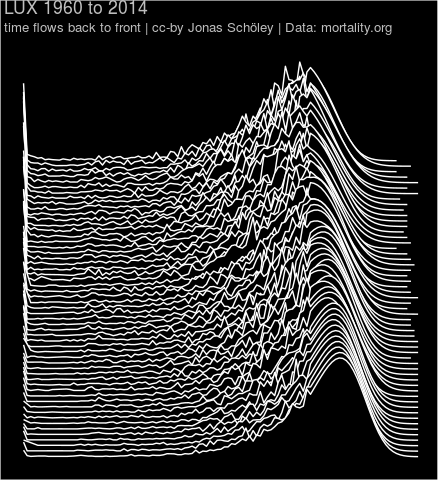 LUX 1960 to 2014
time flows back to front | cc-by Jonas Schöley | Data: mortality.org